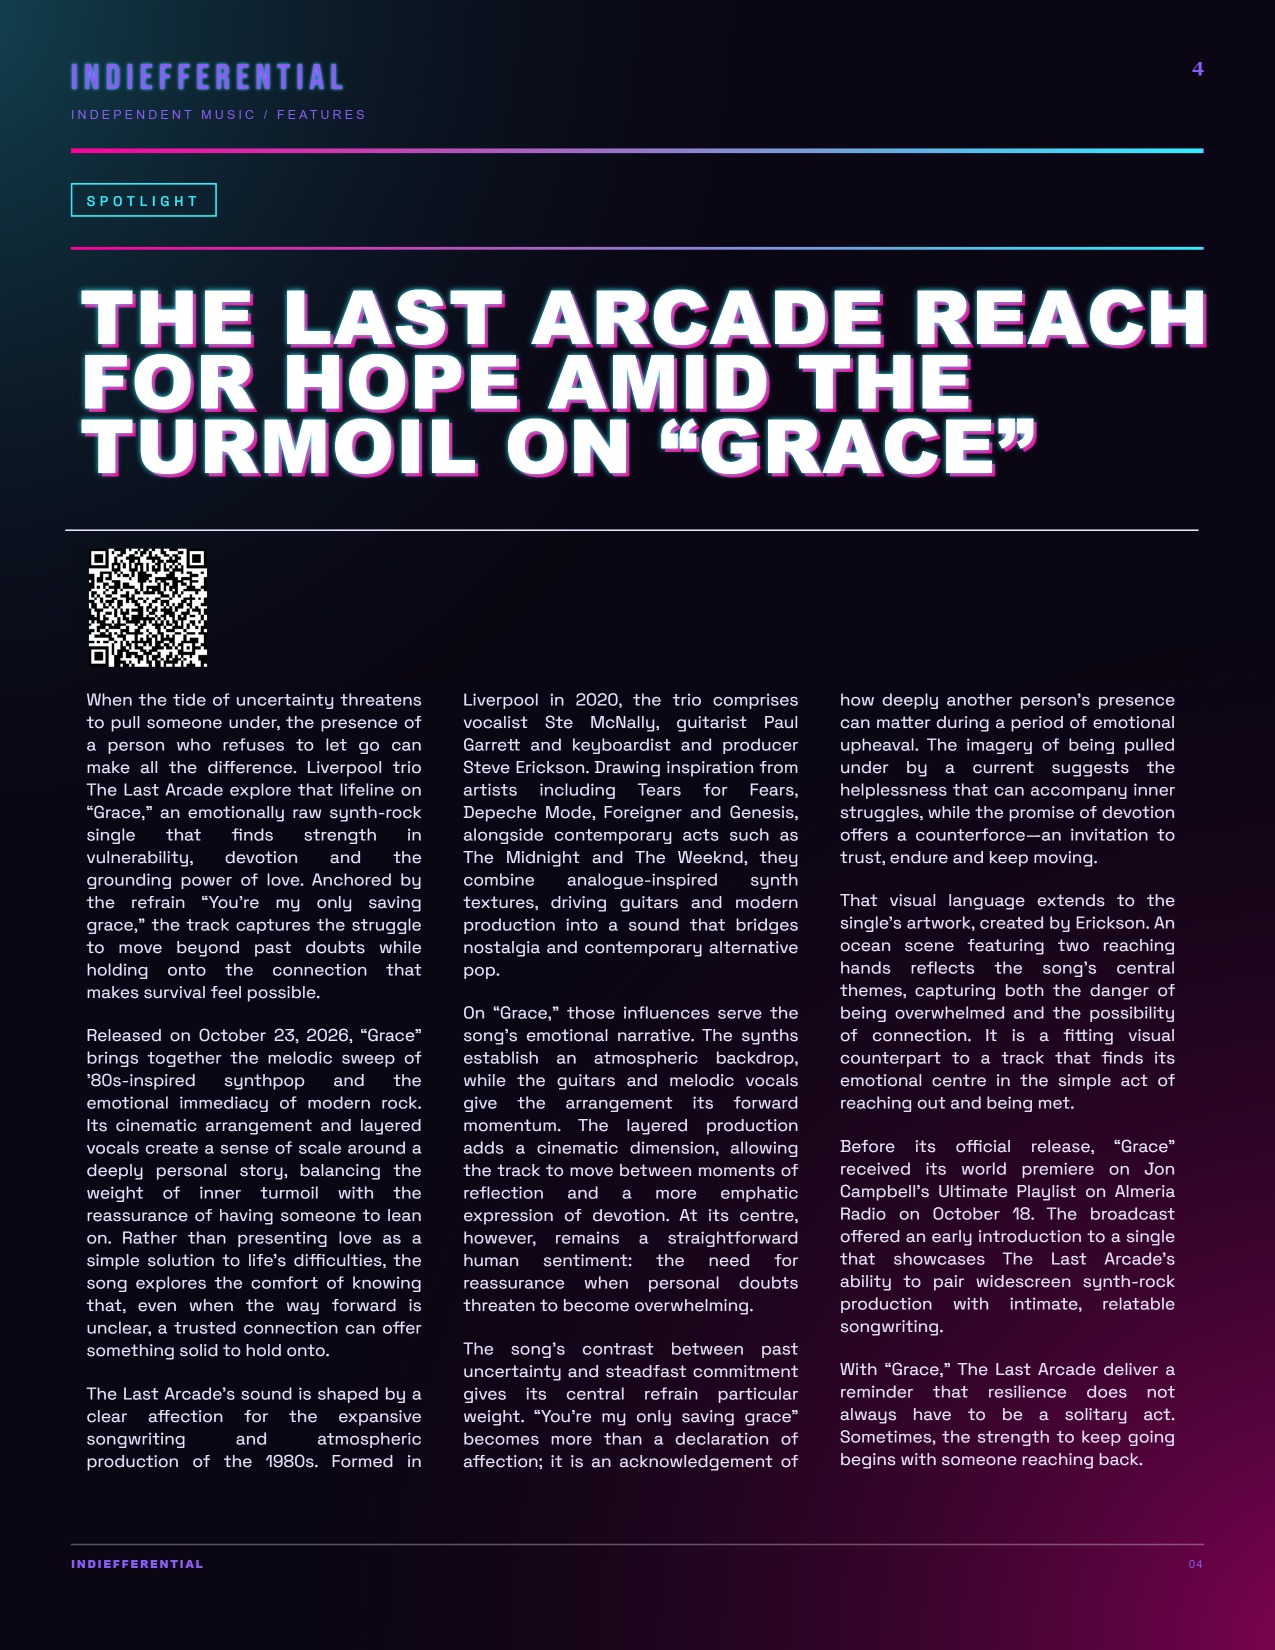 INDIEFFERENTIAL
4
INDEPENDENT MUSIC / FEATURES
SPOTLIGHT
THE LAST ARCADE REACH
FOR HOPE AMID THE
TURMOIL ON “GRACE”
When the tide of uncertainty threatens
to pull someone under, the presence of
a person who refuses to let go can
make all the difference. Liverpool trio
The Last Arcade explore that lifeline on
“Grace,” an emotionally raw synth-rock
single that finds strength in
vulnerability, devotion and the
grounding power of love. Anchored by
the refrain “You’re my only saving
grace,” the track captures the struggle
to move beyond past doubts while
holding onto the connection that
makes survival feel possible.
Released on October 23, 2026, “Grace”
brings together the melodic sweep of
’80s-inspired synthpop and the
emotional immediacy of modern rock.
Its cinematic arrangement and layered
vocals create a sense of scale around a
deeply personal story, balancing the
weight of inner turmoil with the
reassurance of having someone to lean
on. Rather than presenting love as a
simple solution to life’s difficulties, the
song explores the comfort of knowing
that, even when the way forward is
unclear, a trusted connection can offer
something solid to hold onto.
The Last Arcade’s sound is shaped by a
clear affection for the expansive
songwriting and atmospheric
production of the 1980s. Formed in
Liverpool in 2020, the trio comprises
vocalist Ste McNally, guitarist Paul
Garrett and keyboardist and producer
Steve Erickson. Drawing inspiration from
artists including Tears for Fears,
Depeche Mode, Foreigner and Genesis,
alongside contemporary acts such as
The Midnight and The Weeknd, they
combine analogue-inspired synth
textures, driving guitars and modern
production into a sound that bridges
nostalgia and contemporary alternative
pop.
On “Grace,” those influences serve the
song’s emotional narrative. The synths
establish an atmospheric backdrop,
while the guitars and melodic vocals
give the arrangement its forward
momentum. The layered production
adds a cinematic dimension, allowing
the track to move between moments of
reflection and a more emphatic
expression of devotion. At its centre,
however, remains a straightforward
human sentiment: the need for
reassurance when personal doubts
threaten to become overwhelming.
The song’s contrast between past
uncertainty and steadfast commitment
gives its central refrain particular
weight. “You’re my only saving grace”
becomes more than a declaration of
affection; it is an acknowledgement of
how deeply another person’s presence
can matter during a period of emotional
upheaval. The imagery of being pulled
under by a current suggests the
helplessness that can accompany inner
struggles, while the promise of devotion
offers a counterforce—an invitation to
trust, endure and keep moving.
That visual language extends to the
single’s artwork, created by Erickson. An
ocean scene featuring two reaching
hands reflects the song’s central
themes, capturing both the danger of
being overwhelmed and the possibility
of connection. It is a fitting visual
counterpart to a track that finds its
emotional centre in the simple act of
reaching out and being met.
Before its official release, “Grace”
received its world premiere on Jon
Campbell’s Ultimate Playlist on Almeria
Radio on October 18. The broadcast
offered an early introduction to a single
that showcases The Last Arcade’s
ability to pair widescreen synth-rock
production with intimate, relatable
songwriting.
With “Grace,” The Last Arcade deliver a
reminder that resilience does not
always have to be a solitary act.
Sometimes, the strength to keep going
begins with someone reaching back.
INDIEFFERENTIAL
04